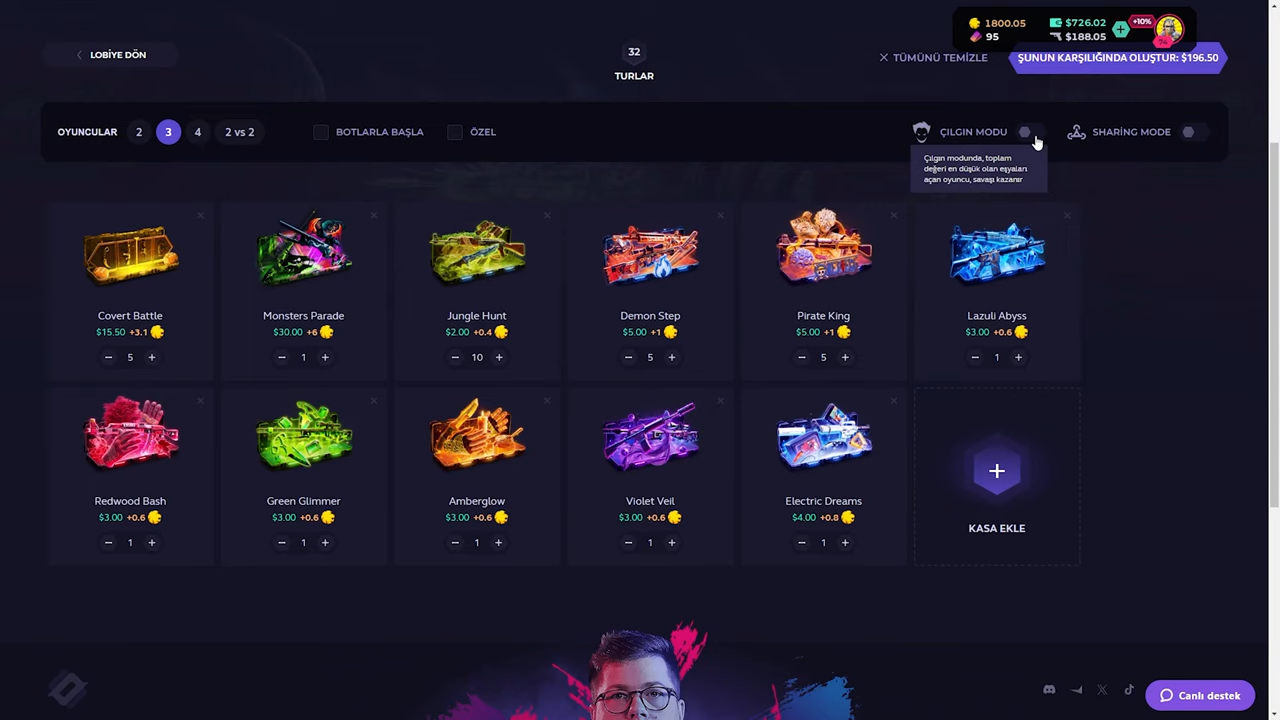 LOBİYE DÖN
32
TURLAR
1800.05
95
$726.02
$188.05
+10%
TÜMÜNÜ TEMİZLE
ŞUNUN KARŞILIĞINDA OLUŞTUR: $196.50
OYUNCULAR 2 3 4 2 vs 2
BOTLARLA BAŞLA
ÖZEL
ÇILGIN MODU
SHARİNG MODE
Çılgın modunda, toplam
değeri en düşük olan eşyaları
açan oyuncu, savaşı kazanır
Covert Battle
$15.50 +3.1
5
Monsters Parade
$30.00 +6
1
Jungle Hunt
$2.00 +0.4
10
Demon Step
$5.00 +1
5
Pirate King
$5.00 +1
5
Lazuli Abyss
$3.00 +0.6
1
Redwood Bash
$3.00 +0.6
1
Green Glimmer
$3.00 +0.6
1
Amberglow
$3.00 +0.6
1
Violet Veil
$3.00 +0.6
1
Electric Dreams
$4.00 +0.8
1
KASA EKLE
Canlı destek